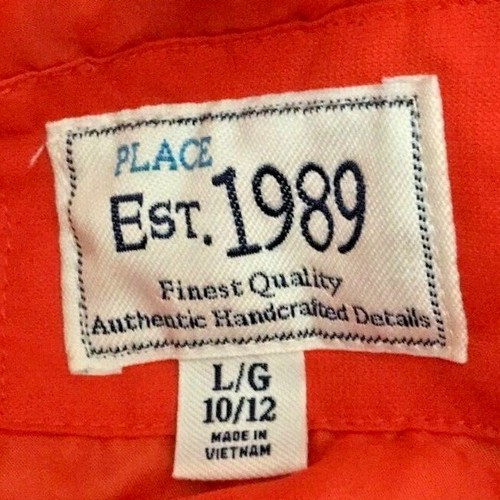 PLACE
EST. 1989
Finest Quality
Authentic Handcrafted Details
L/G
10/12
MADE IN
VIETNAM